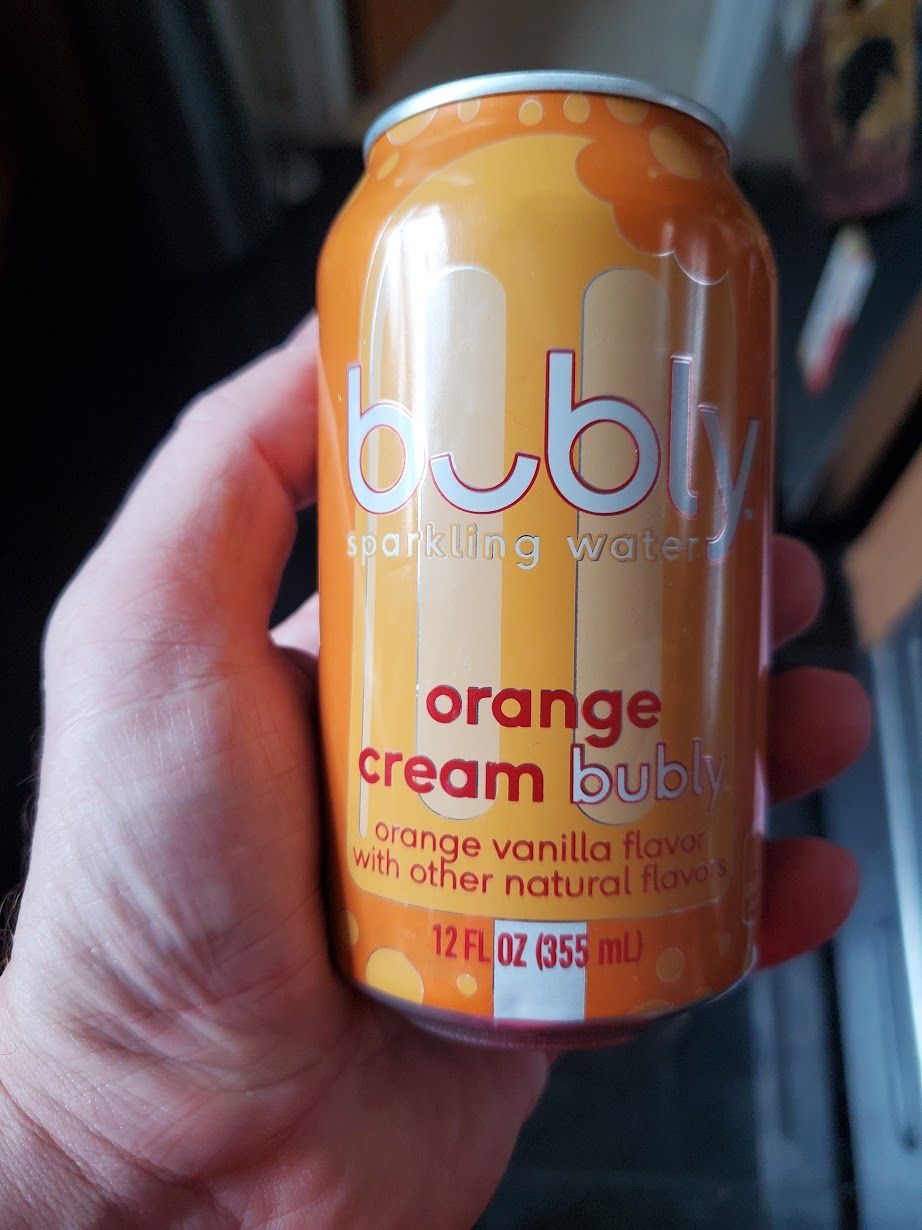 bubly
sparkling water
orange
cream bubly
orange vanilla flavor
with other natural flavors
12 FL OZ (355 mL)